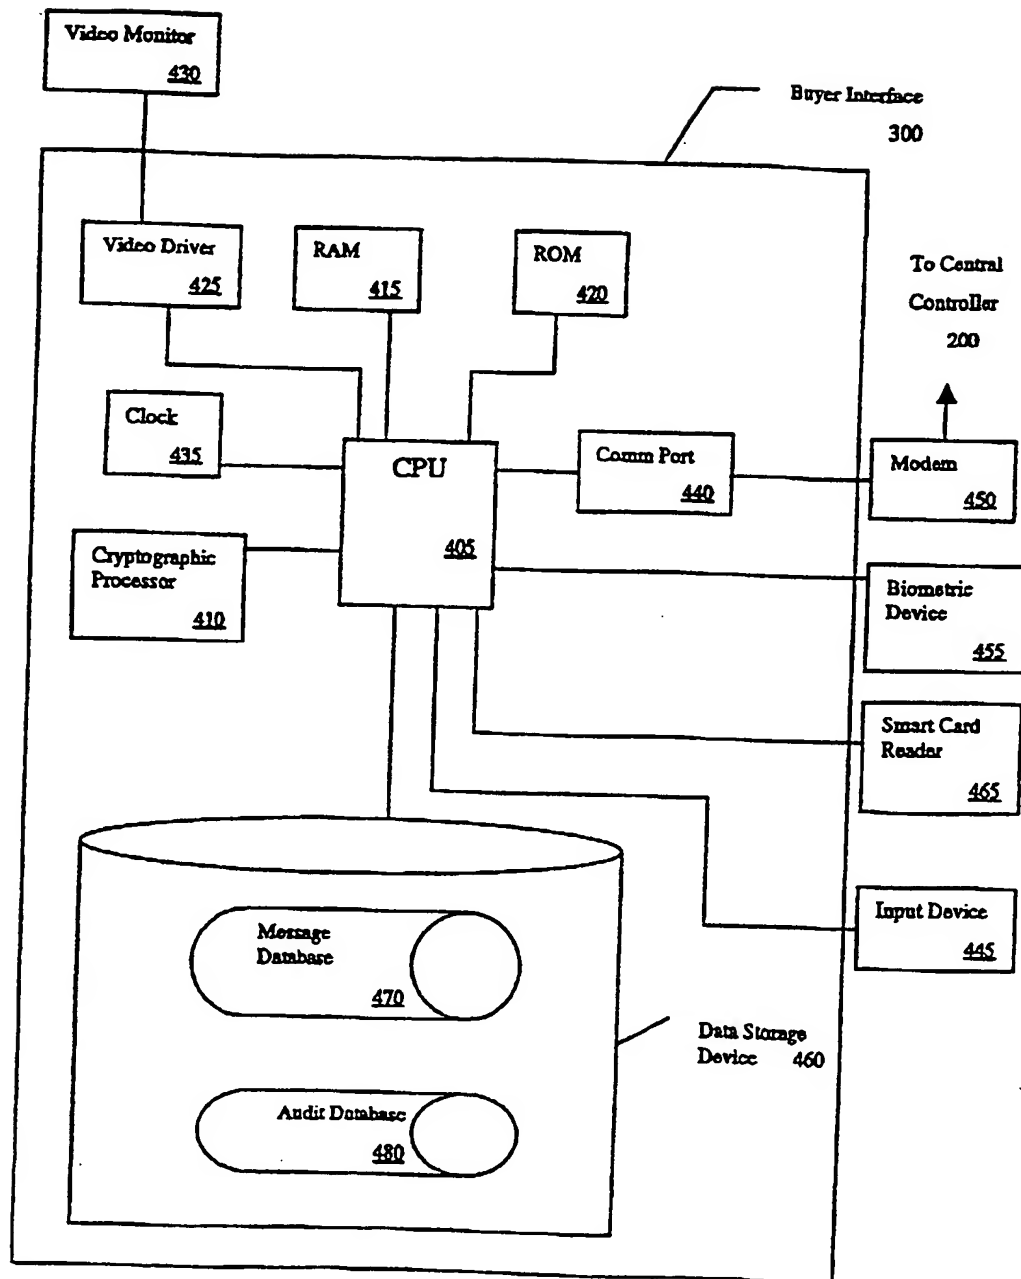 Video Monitor
430
Buyer Interface
300
Video Driver
425
RAM
415
ROM
420
To Central
Controller
200
Clock
435
CPU
405
Comm Port
440
Modem
450
Cryptographic
Processor
410
Biometric
Device
455
Smart Card
Reader
465
Message
Database
470
Input Device
445
Data Storage
Device 460
Audit Database
480